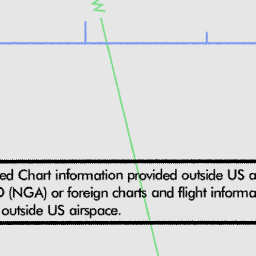 ed Chart information provided outside US a
(NGA) or foreign charts and flight informa
outside US airspace.